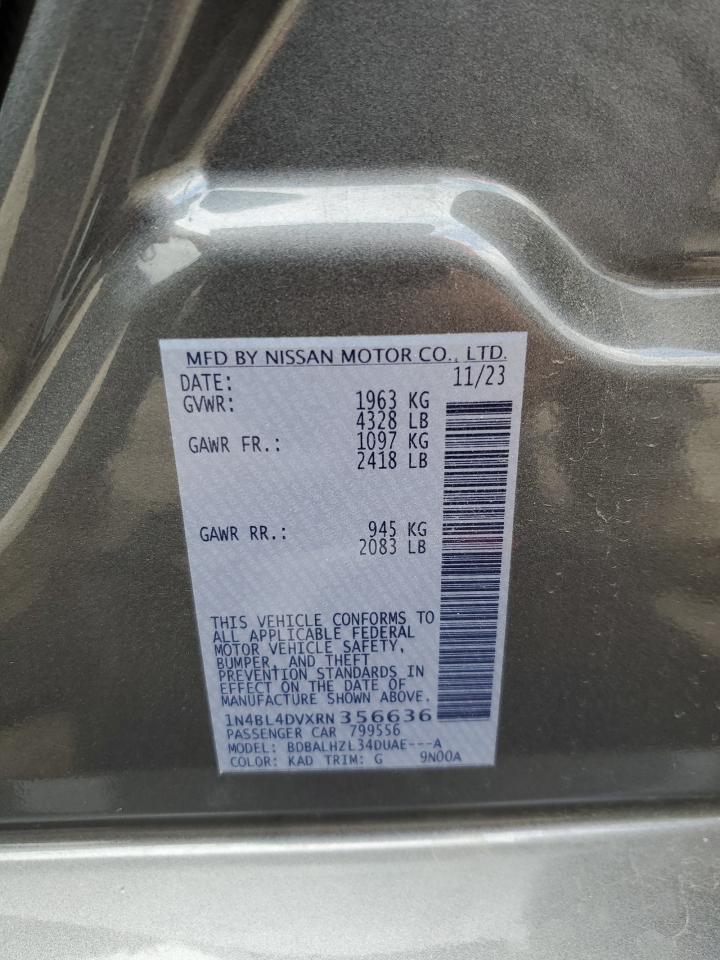 MFD BY NISSAN MOTOR CO., LTD.
DATE: 11/23
GVWR: 1963 KG
4328 LB
GAWR FR.: 1097 KG
2418 LB
GAWR RR.: 945 KG
2083 LB
THIS VEHICLE CONFORMS TO
ALL APPLICABLE FEDERAL
MOTOR VEHICLE SAFETY,
BUMPER, AND THEFT
PREVENTION STANDARDS IN
EFFECT ON THE DATE OF
MANUFACTURE SHOWN ABOVE.
1N4BL4DVXRN356636
PASSENGER CAR 799556
MODEL: BDBALHZL34DUAE---A
COLOR: KAD TRIM: G 9N00A